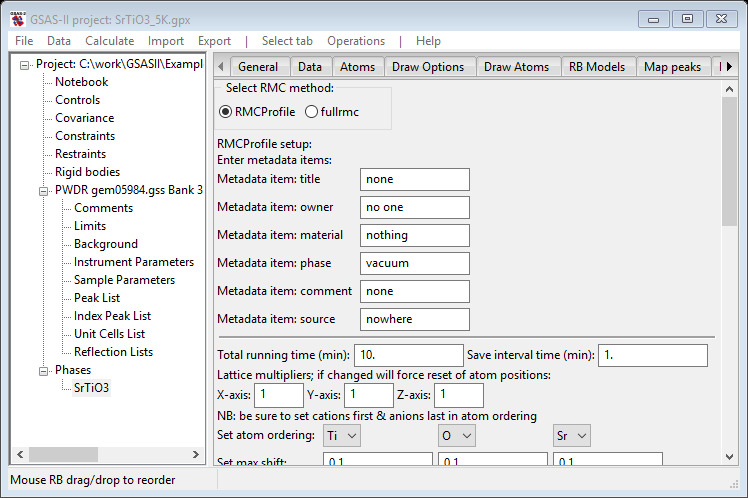 GSAS-II project: SrTiO3_5K.gpx
File Data Calculate Import Export | Select tab Operations | Help
Project: C:\work\GSASII\Exampl
Notebook
Controls
Covariance
Constraints
Restraints
Rigid bodies
PWDR gem05984.gss Bank 3
Comments
Limits
Background
Instrument Parameters
Sample Parameters
Peak List
Index Peak List
Unit Cells List
Reflection Lists
Phases
SrTiO3
General Data Atoms Draw Options Draw Atoms RB Models Map peaks
Select RMC method:
RMCProfile fullrmc
RMCProfile setup:
Enter metadata items:
Metadata item: title none
Metadata item: owner no one
Metadata item: material nothing
Metadata item: phase vacuum
Metadata item: comment none
Metadata item: source nowhere
Total running time (min): 10. Save interval time (min): 1.
Lattice multipliers; if changed will force reset of atom positions:
X-axis: 1 Y-axis: 1 Z-axis: 1
NB: be sure to set cations first & anions last in atom ordering
Set atom ordering: Ti O Sr
Set max shift: 0.1 0.1 0.1
Mouse RB drag/drop to reorder